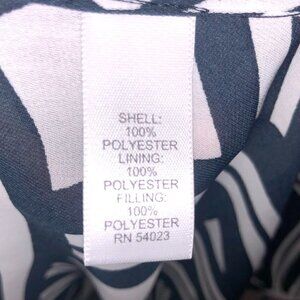 SHELL:
100%
POLYESTER
LINING:
100%
POLYESTER
FILLING:
100%
POLYESTER
RN 54023